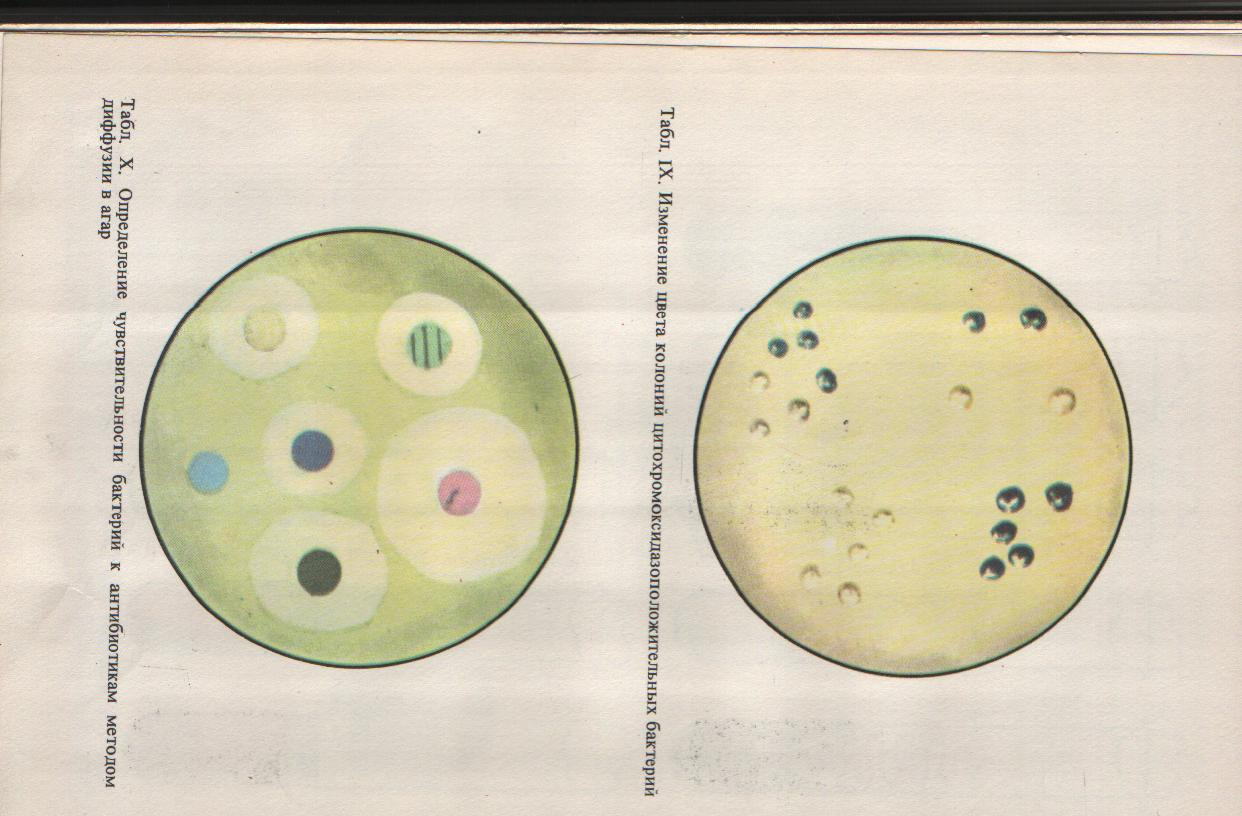 Табл. IX. Изменение цвета колоний цитохромоксидазоположительных бактерий
Табл. X. Определение чувствительности бактерий к антибиотикам методом
диффузии в агар